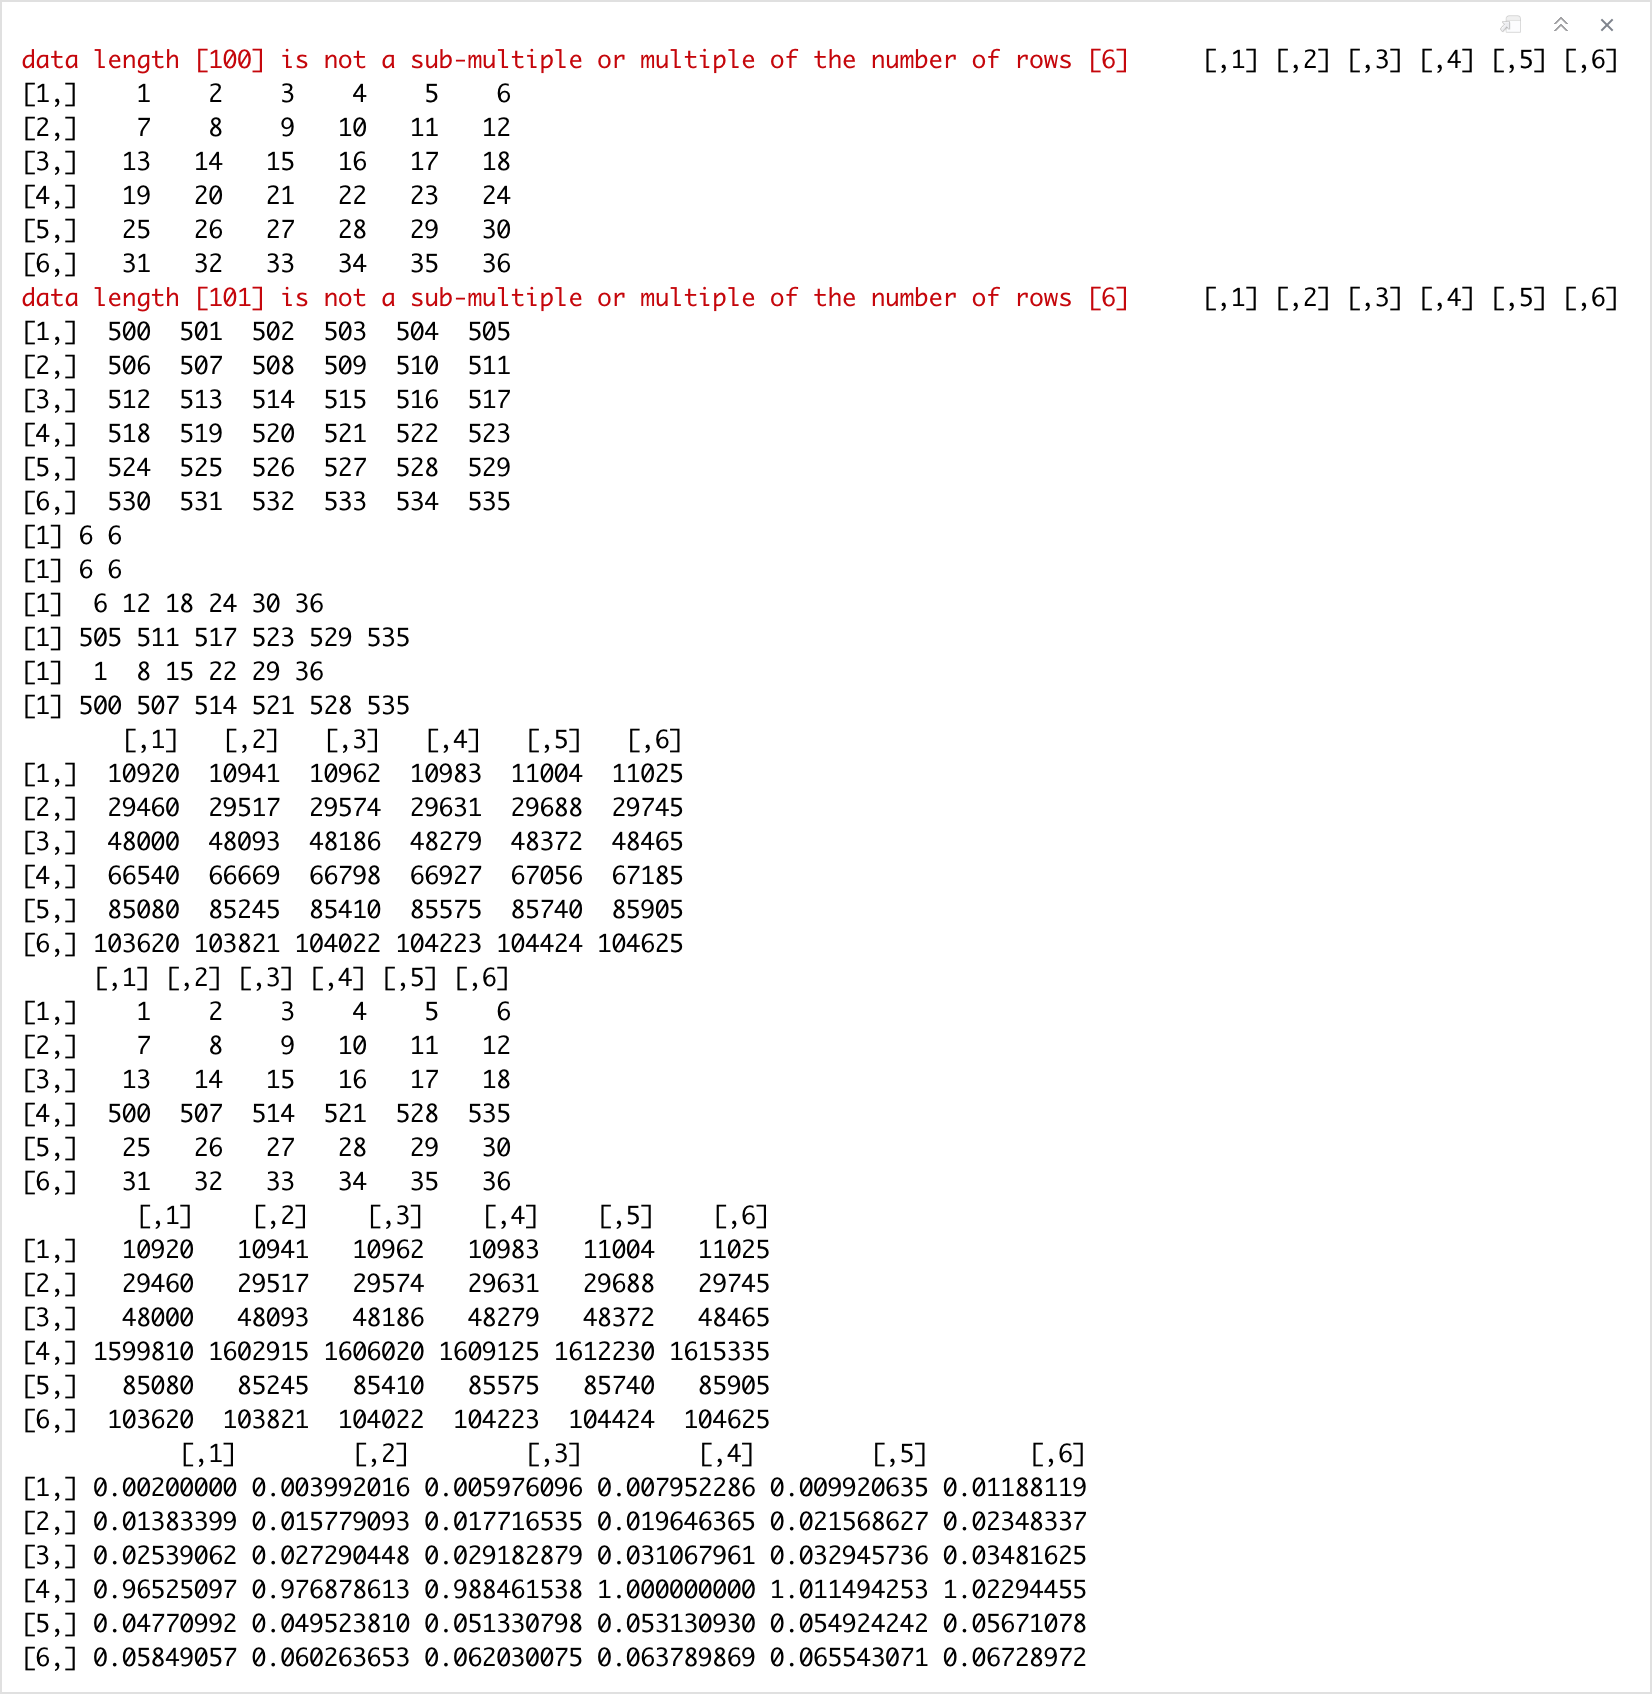 data length [100] is not a sub-multiple or multiple of the number of rows [6]     [,1] [,2] [,3] [,4] [,5] [,6]
[1,]    1    2    3    4    5    6
[2,]    7    8    9   10   11   12
[3,]   13   14   15   16   17   18
[4,]   19   20   21   22   23   24
[5,]   25   26   27   28   29   30
[6,]   31   32   33   34   35   36
data length [101] is not a sub-multiple or multiple of the number of rows [6]     [,1] [,2] [,3] [,4] [,5] [,6]
[1,]  500  501  502  503  504  505
[2,]  506  507  508  509  510  511
[3,]  512  513  514  515  516  517
[4,]  518  519  520  521  522  523
[5,]  524  525  526  527  528  529
[6,]  530  531  532  533  534  535
[1] 6 6
[1] 6 6
[1]  6 12 18 24 30 36
[1] 505 511 517 523 529 535
[1]  1  8 15 22 29 36
[1] 500 507 514 521 528 535
       [,1]   [,2]   [,3]   [,4]   [,5]   [,6]
[1,]  10920  10941  10962  10983  11004  11025
[2,]  29460  29517  29574  29631  29688  29745
[3,]  48000  48093  48186  48279  48372  48465
[4,]  66540  66669  66798  66927  67056  67185
[5,]  85080  85245  85410  85575  85740  85905
[6,] 103620 103821 104022 104223 104424 104625
     [,1] [,2] [,3] [,4] [,5] [,6]
[1,]    1    2    3    4    5    6
[2,]    7    8    9   10   11   12
[3,]   13   14   15   16   17   18
[4,]  500  507  514  521  528  535
[5,]   25   26   27   28   29   30
[6,]   31   32   33   34   35   36
        [,1]    [,2]    [,3]    [,4]    [,5]    [,6]
[1,]   10920   10941   10962   10983   11004   11025
[2,]   29460   29517   29574   29631   29688   29745
[3,]   48000   48093   48186   48279   48372   48465
[4,] 1599810 1602915 1606020 1609125 1612230 1615335
[5,]   85080   85245   85410   85575   85740   85905
[6,]  103620  103821  104022  104223  104424  104625
           [,1]        [,2]        [,3]        [,4]        [,5]       [,6]
[1,] 0.00200000 0.003992016 0.005976096 0.007952286 0.009920635 0.01188119
[2,] 0.01383399 0.015779093 0.017716535 0.019646365 0.021568627 0.02348337
[3,] 0.02539062 0.027290448 0.029182879 0.031067961 0.032945736 0.03481625
[4,] 0.96525097 0.976878613 0.988461538 1.000000000 1.011494253 1.02294455
[5,] 0.04770992 0.049523810 0.051330798 0.053130930 0.054924242 0.05671078
[6,] 0.05849057 0.060263653 0.062030075 0.063789869 0.065543071 0.06728972